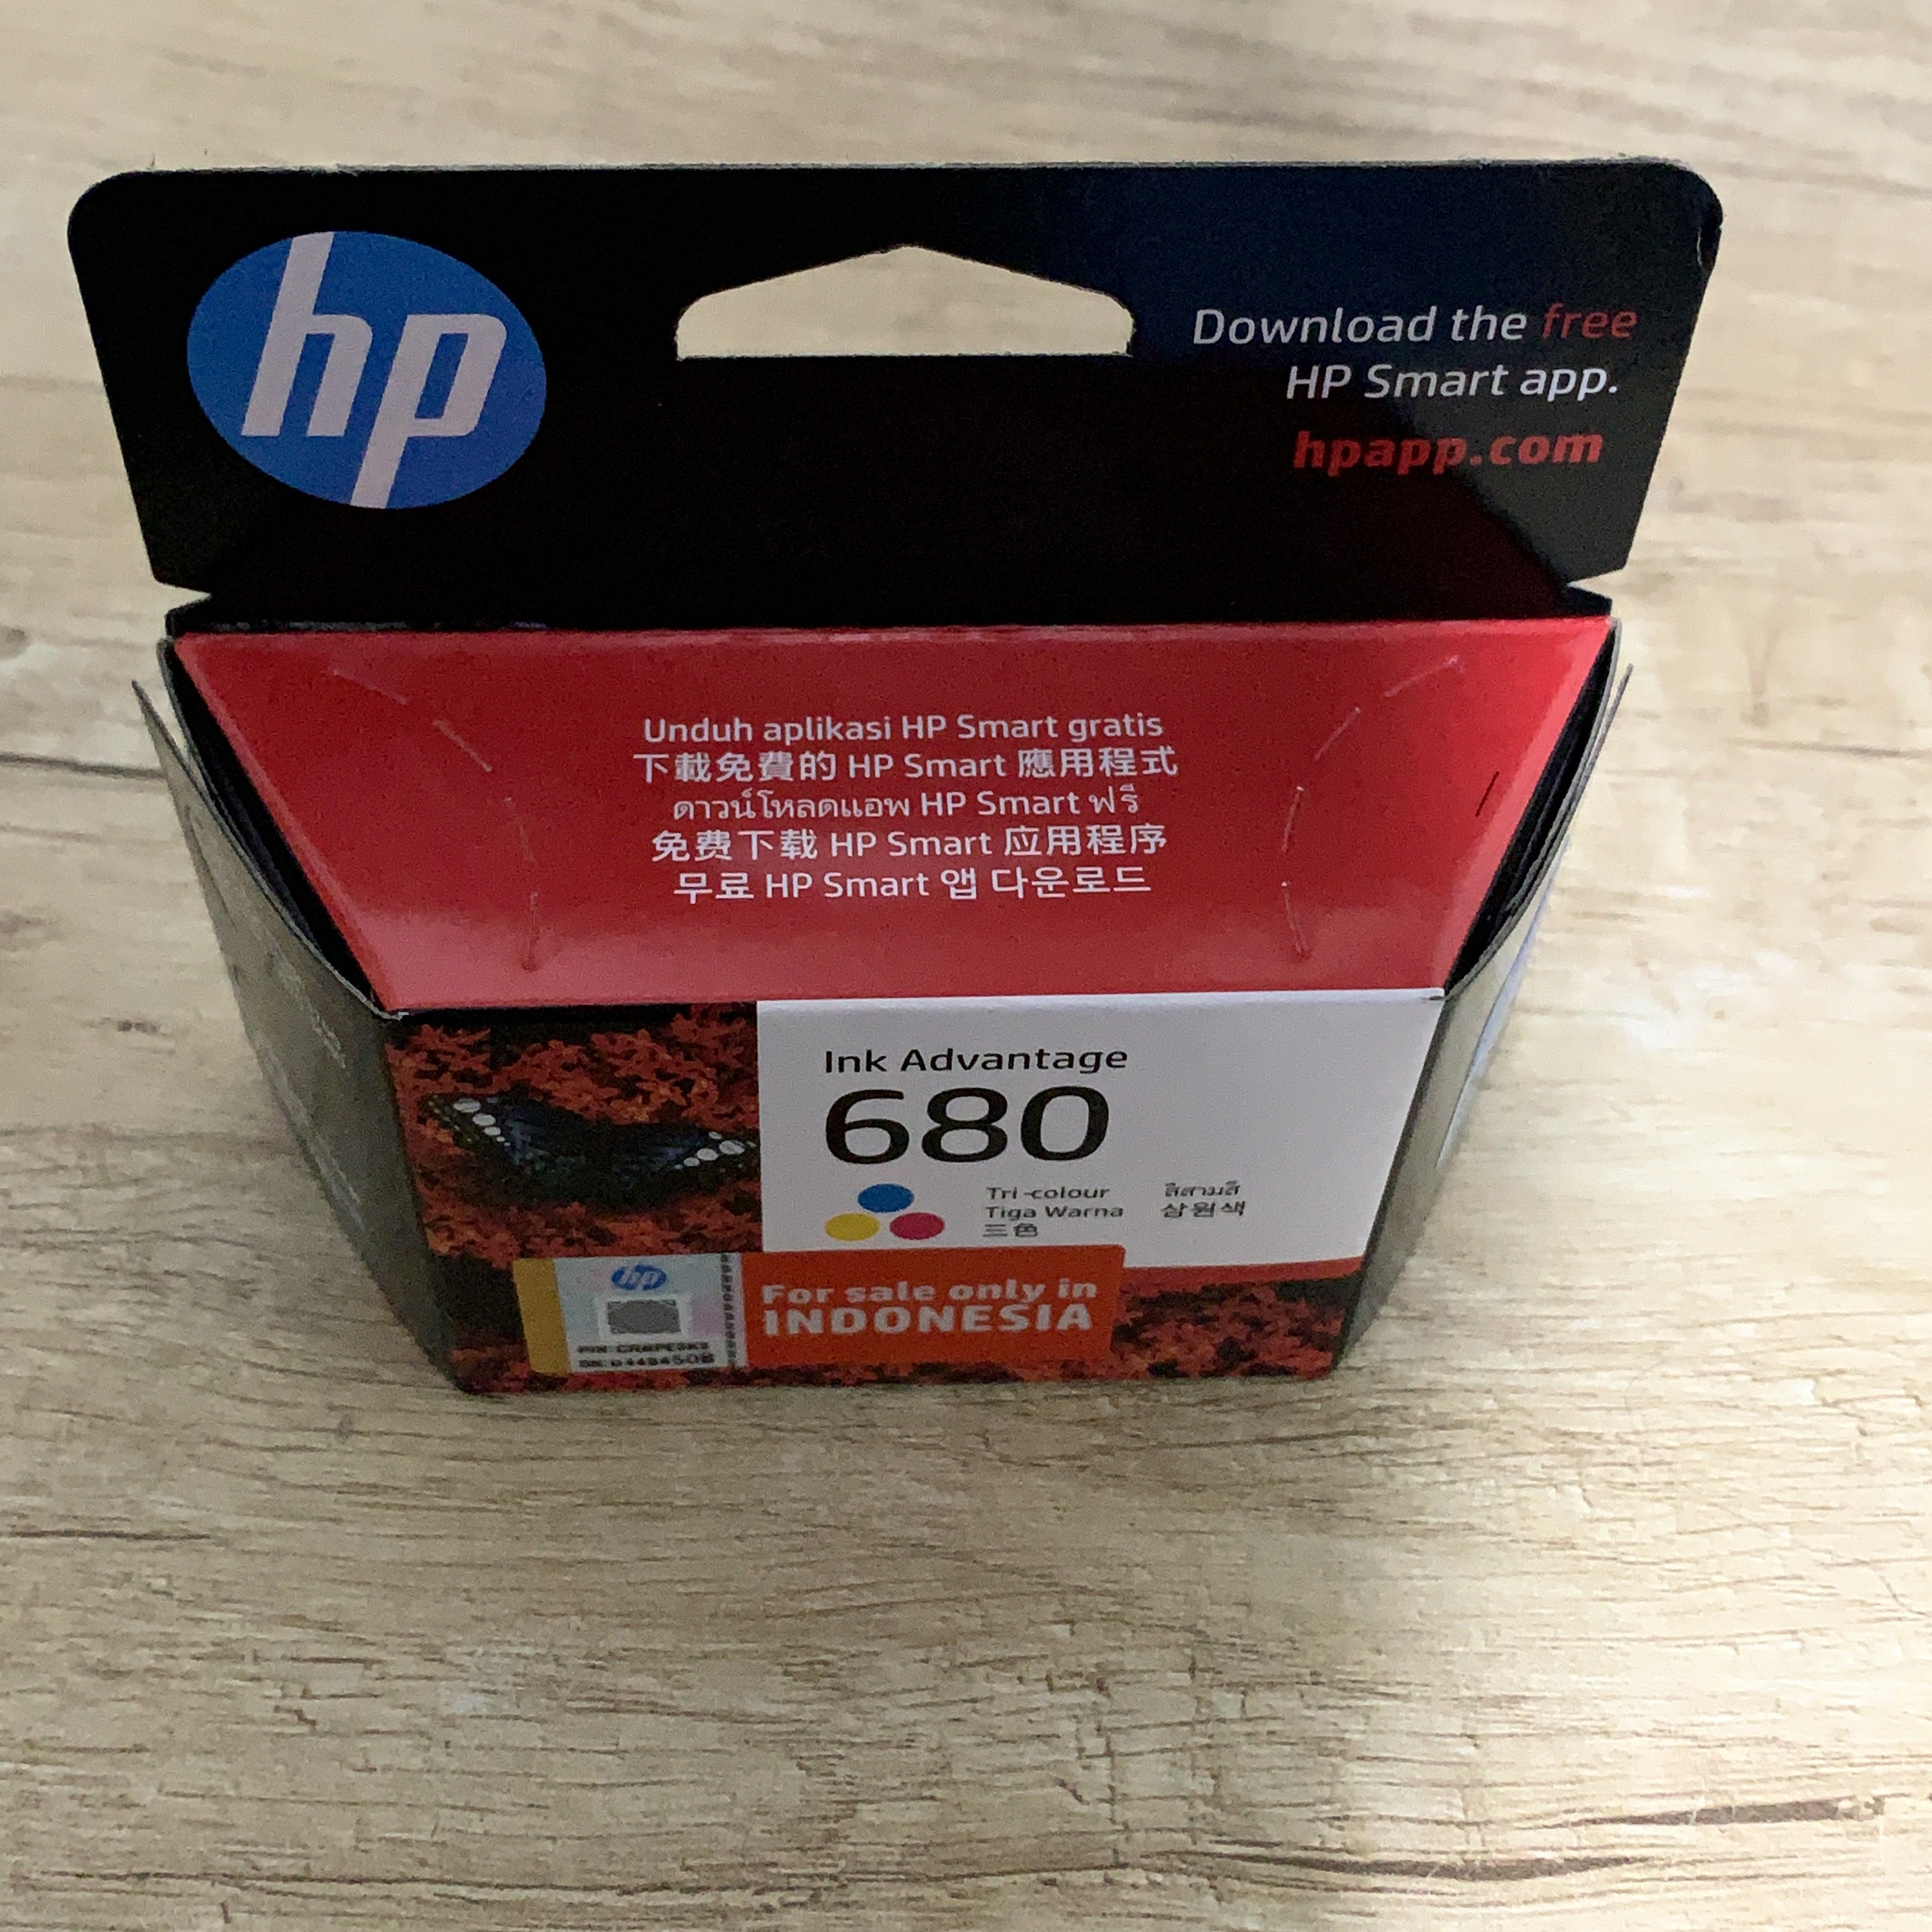 hp
Download the free
HP Smart app.
hpapp.com
Unduh aplikasi HP Smart gratis
下載免費的 HP Smart 應用程式
ดาวน์โหลดแอพ HP Smart ฟรี
免费下载 HP Smart 应用程序
무료 HP Smart 앱 다운로드
Ink Advantage
680
Tri-colour สีสามสี
Tiga Warna 삼원색
三色
hp
For sale only in
INDONESIA